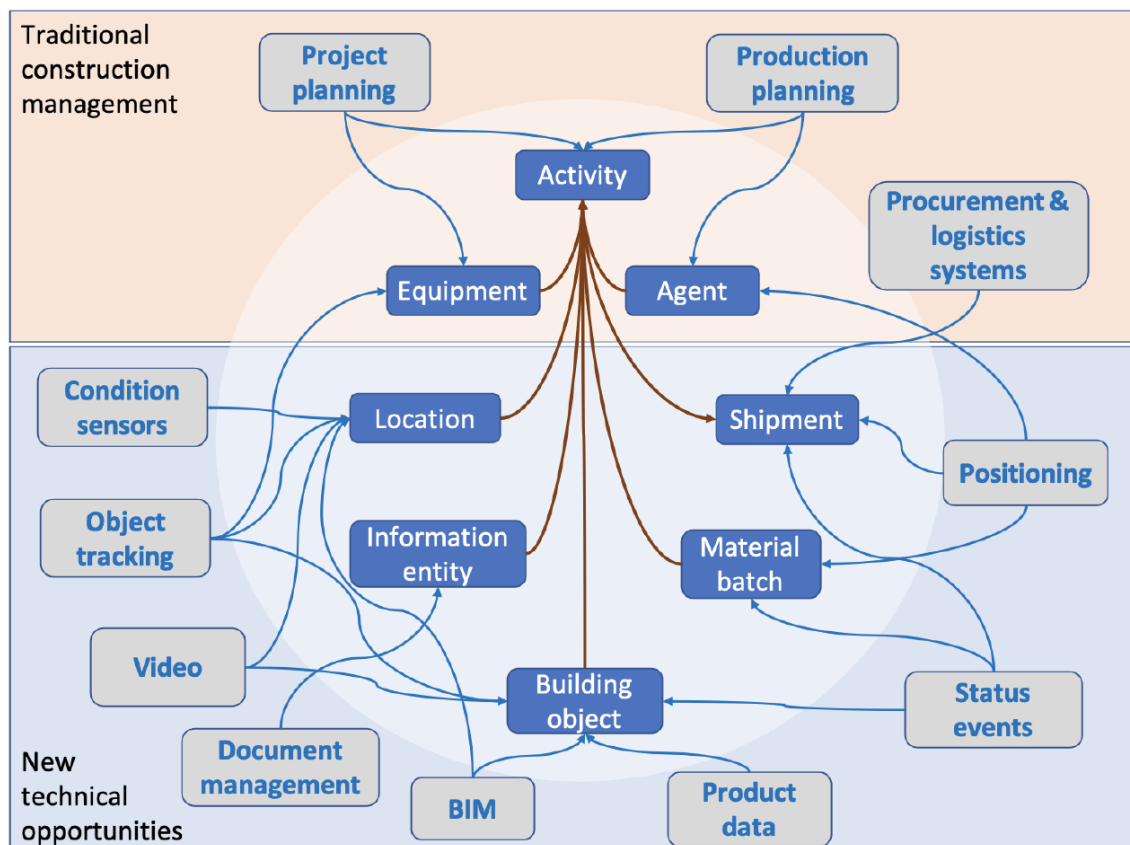 Traditional
construction
management
Project
planning
Production
planning
Activity
Procurement &
logistics
systems
Equipment
Agent
Condition
sensors
Location
Shipment
Positioning
Object
tracking
Information
entity
Material
batch
Video
Building
object
Status
events
Document
management
BIM
Product
data
New
technical
opportunities